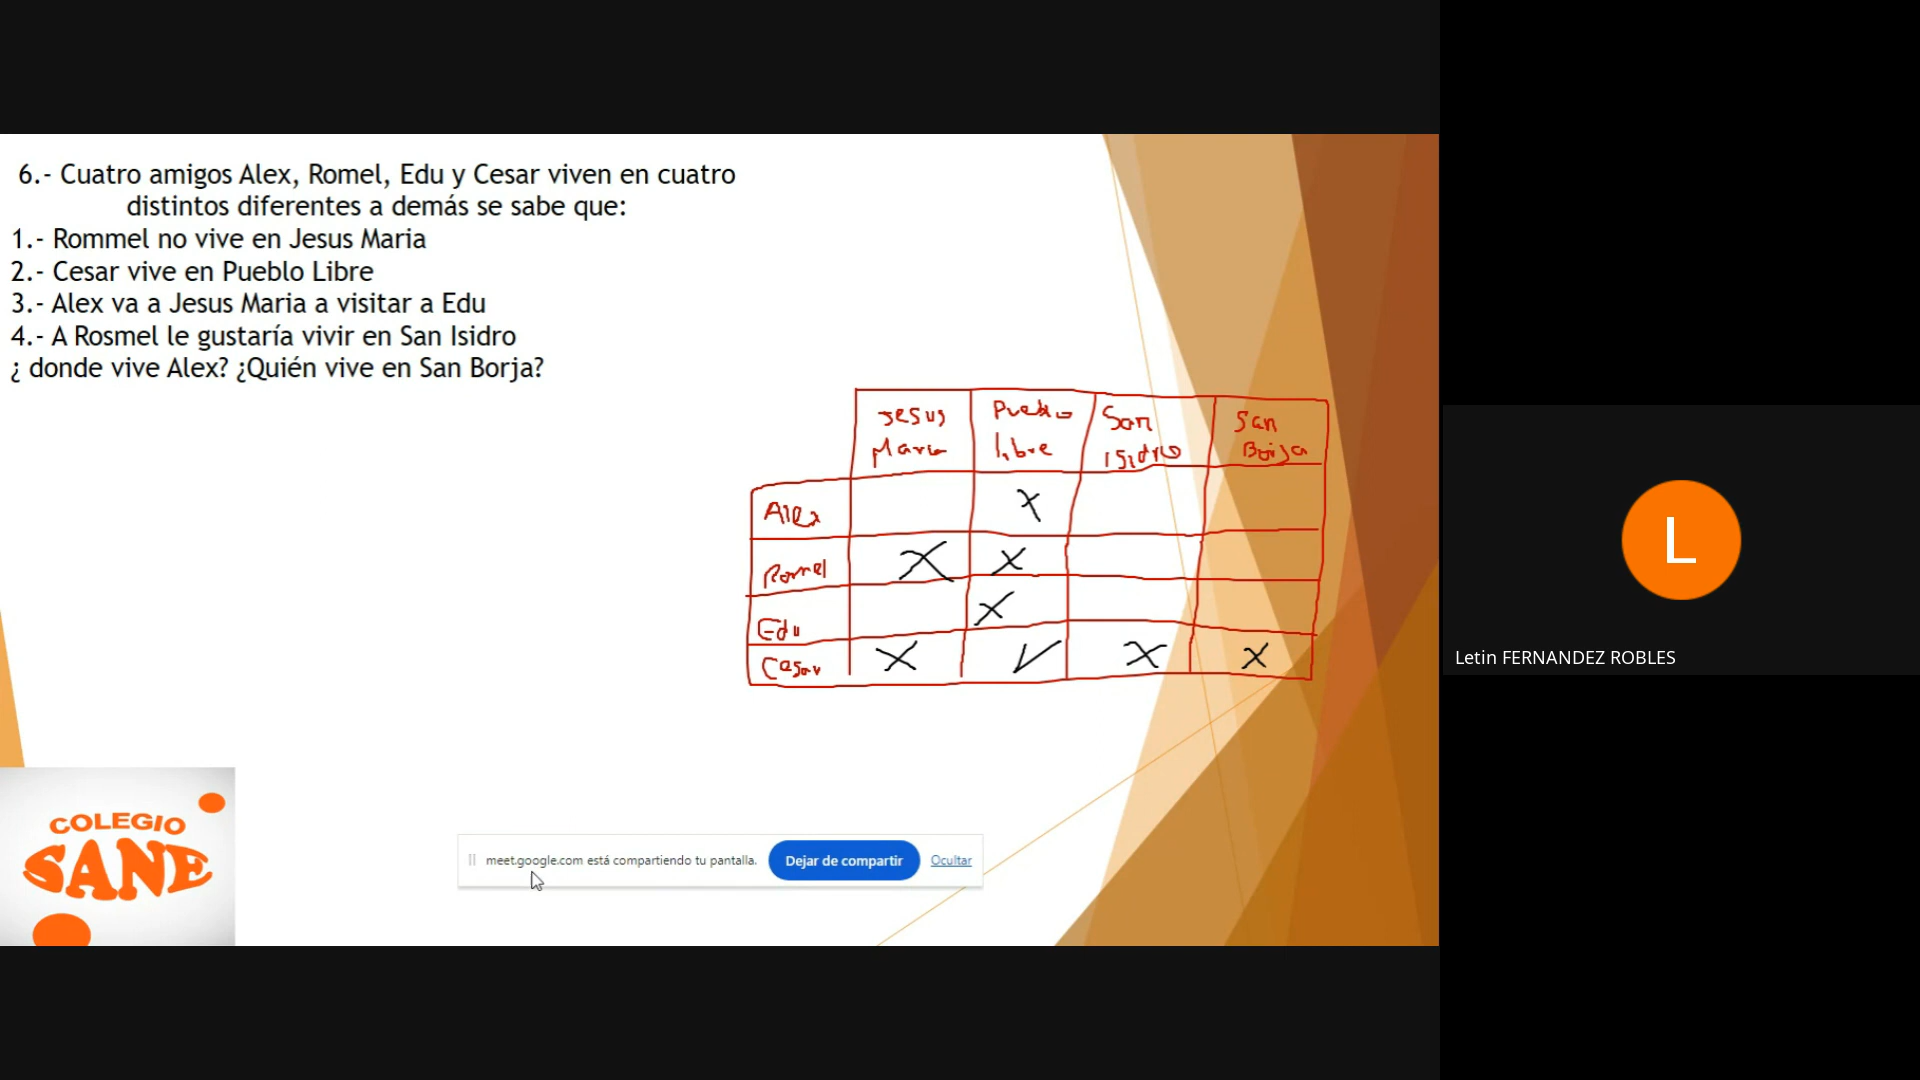 6.- Cuatro amigos Alex, Romel, Edu y Cesar viven en cuatro
distintos diferentes a demás se sabe que:
1.- Rommel no vive en Jesus Maria
2.- Cesar vive en Pueblo Libre
3.- Alex va a Jesus Maria a visitar a Edu
4.- A Rosmel le gustaría vivir en San Isidro
¿ donde vive Alex? ¿Quién vive en San Borja?
Jesus Maria
Pueblo libre
San Isidro
San Borja
Alex X
Romel X X
Edu X
Cesar X ✓ X X
COLEGIO
SANE
meet.google.com está compartiendo tu pantalla. Dejar de compartir Ocultar
L
Letin FERNANDEZ ROBLES